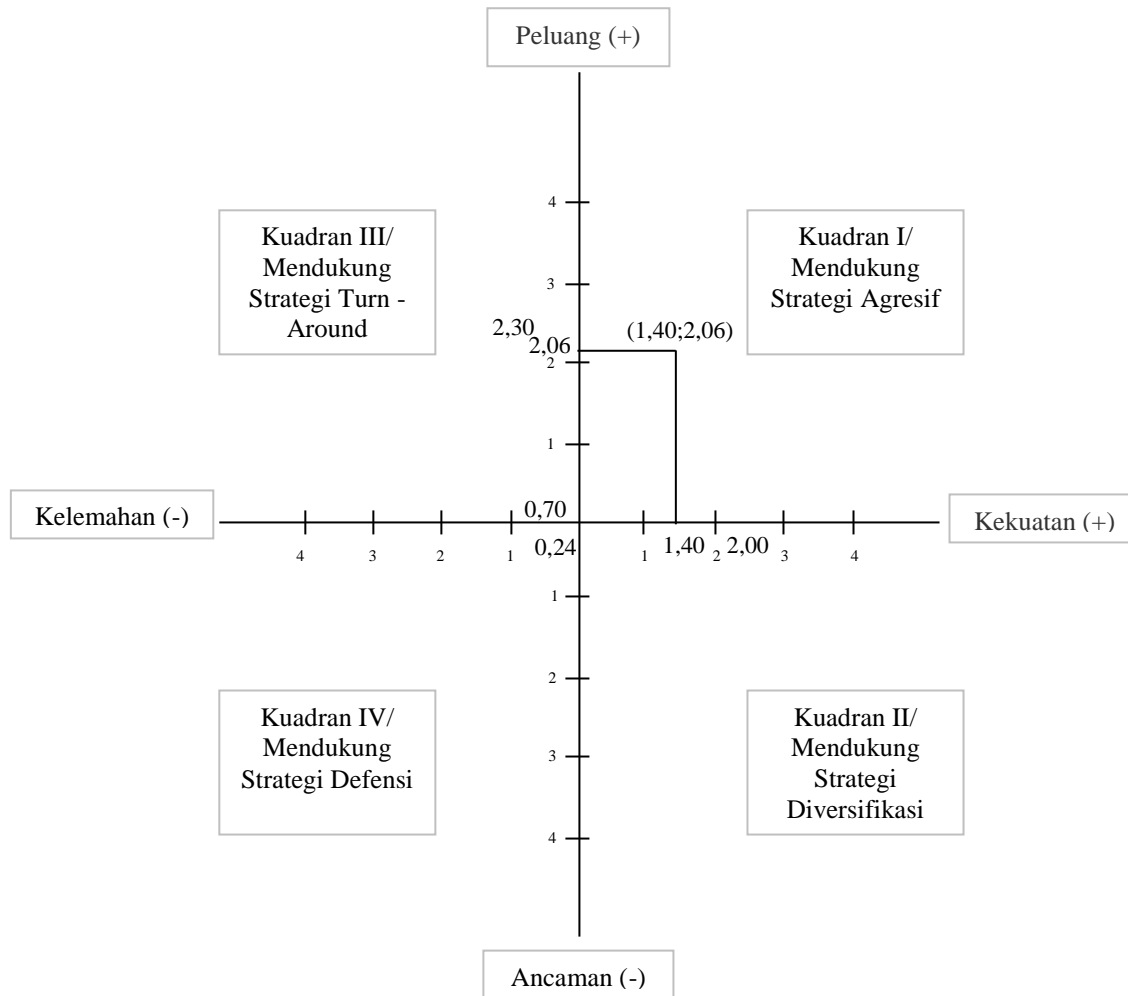 Peluang (+)
4
Kuadran III/
Mendukung
Strategi Turn -
Around
Kuadran I/
Mendukung
Strategi Agresif
3
2,30
2,06
(1,40;2,06)
2
1
Kelemahan (-)
0,70
Kekuatan (+)
4
3
2
1
0,24
1
1,40
2
2,00
3
4
1
2
Kuadran IV/
Mendukung
Strategi Defensi
Kuadran II/
Mendukung
Strategi
Diversifikasi
3
4
Ancaman (-)